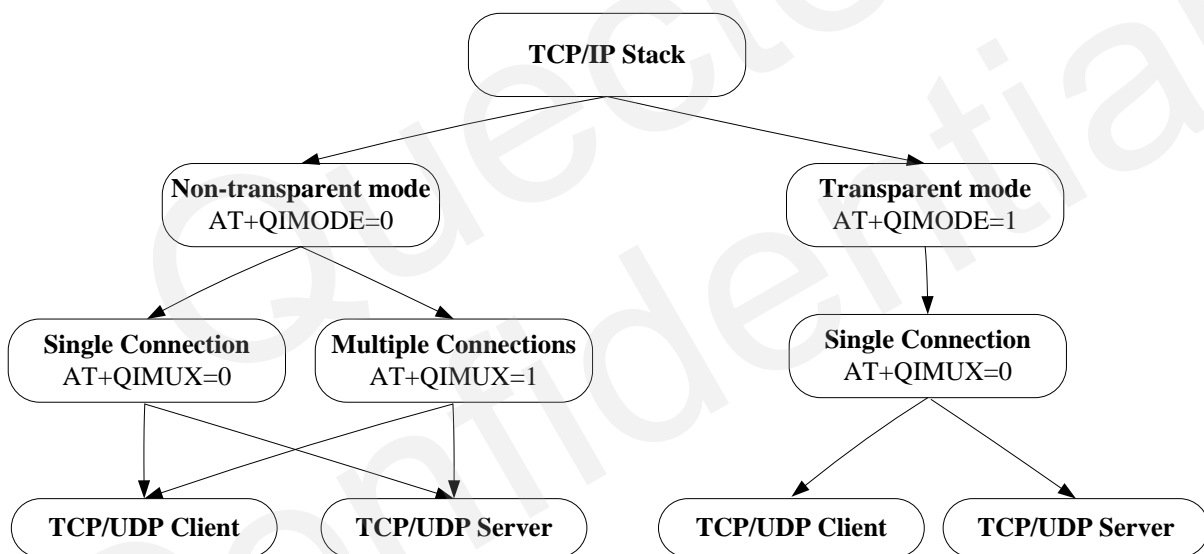 TCP/IP Stack
Non-transparent mode
AT+QIMODE=0
Transparent mode
AT+QIMODE=1
Single Connection
AT+QIMUX=0
Multiple Connections
AT+QIMUX=1
Single Connection
AT+QIMUX=0
TCP/UDP Client
TCP/UDP Server
TCP/UDP Client
TCP/UDP Server